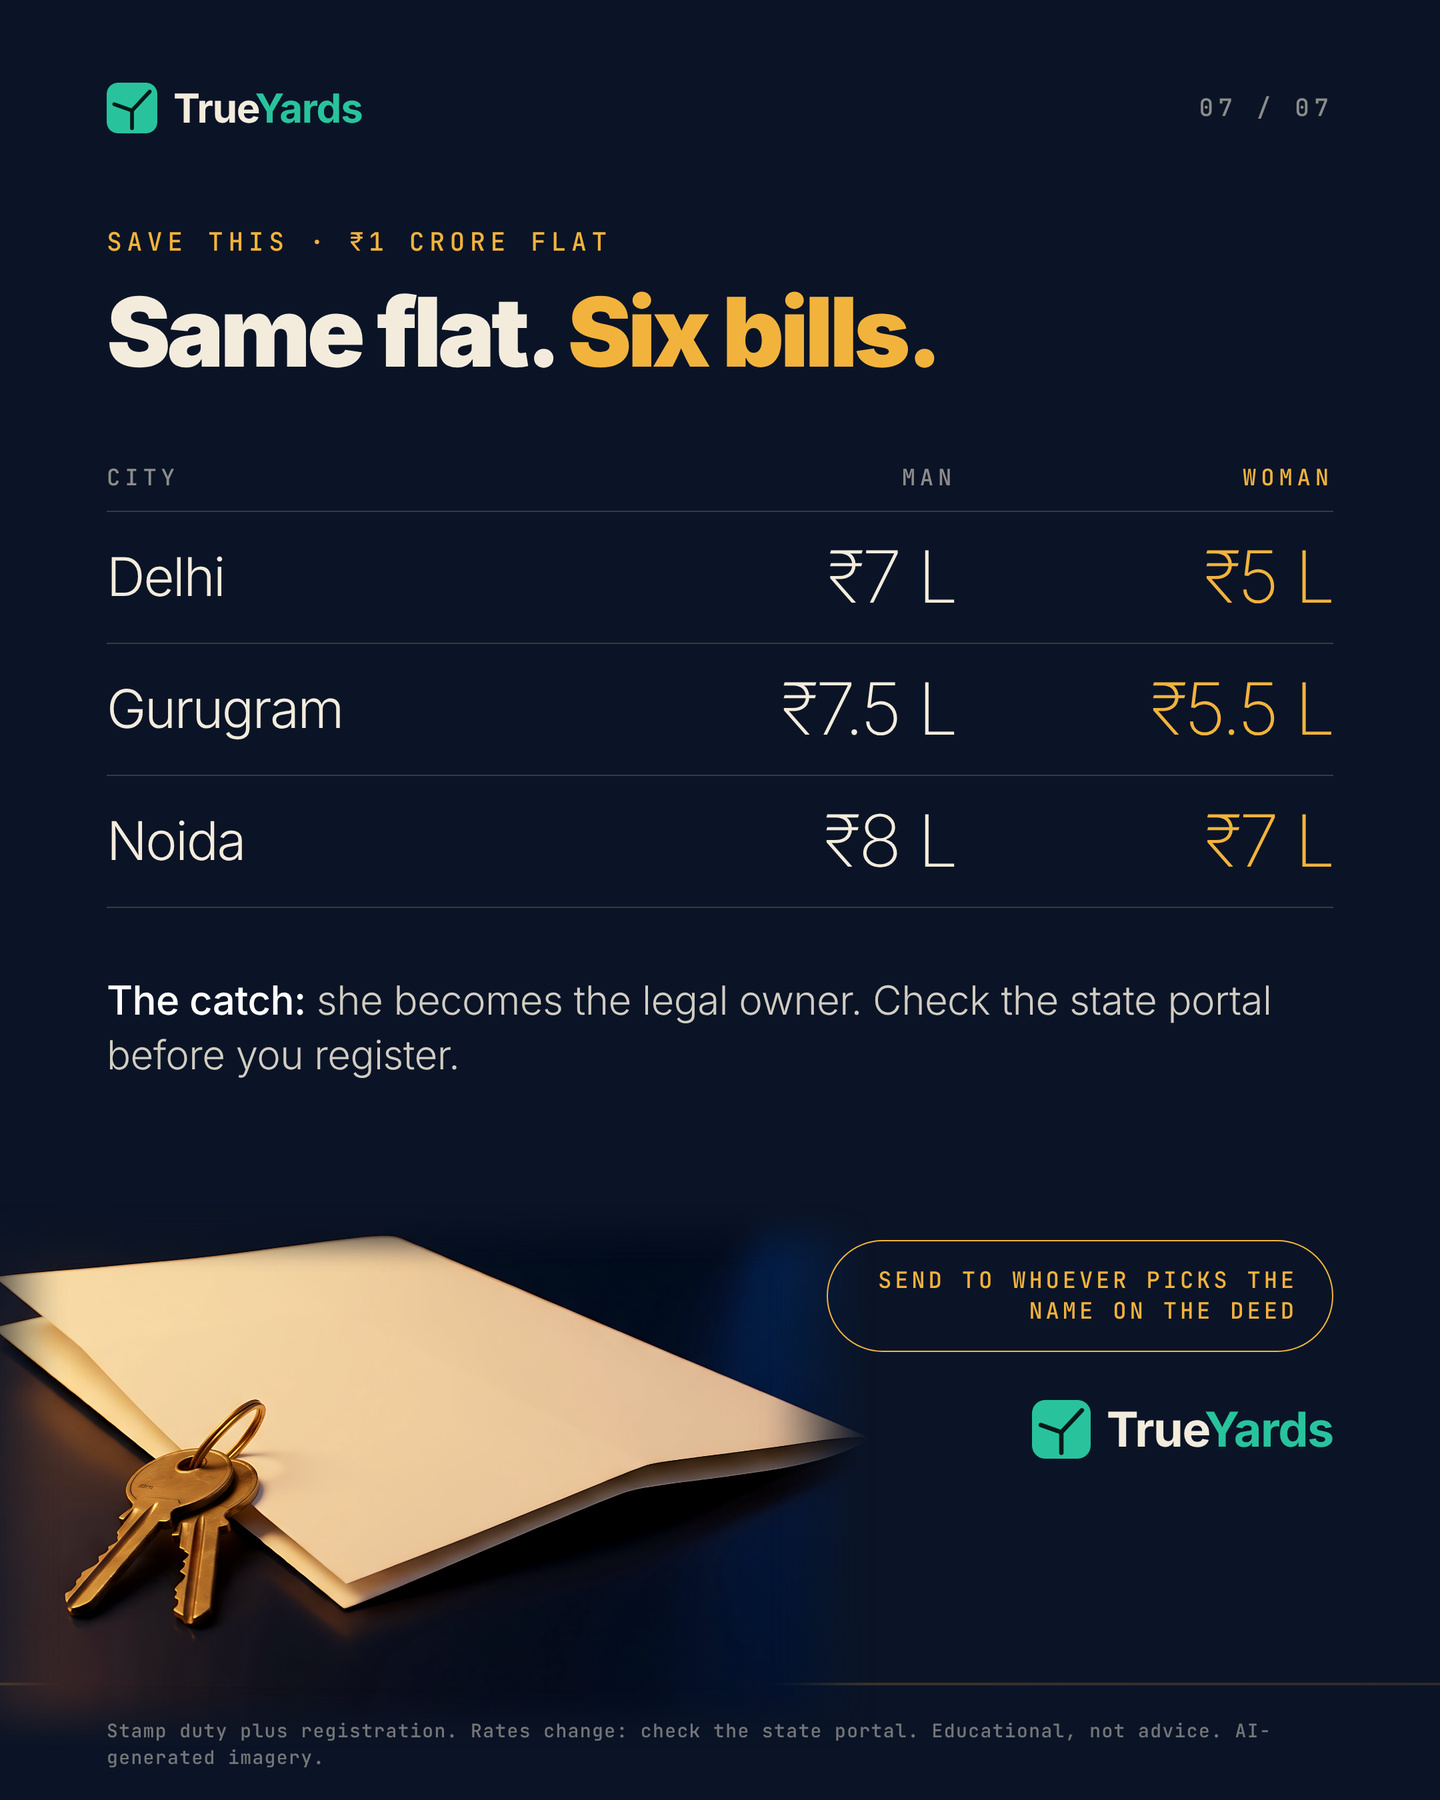 TrueYards
07 / 07
SAVE THIS · ₹1 CRORE FLAT
Same flat. Six bills.
CITY MAN WOMAN
Delhi ₹7 L ₹5 L
Gurugram ₹7.5 L ₹5.5 L
Noida ₹8 L ₹7 L
The catch: she becomes the legal owner. Check the state portal
before you register.
SEND TO WHOEVER PICKS THE
NAME ON THE DEED
TrueYards
Stamp duty plus registration. Rates change: check the state portal. Educational, not advice. AI-
generated imagery.